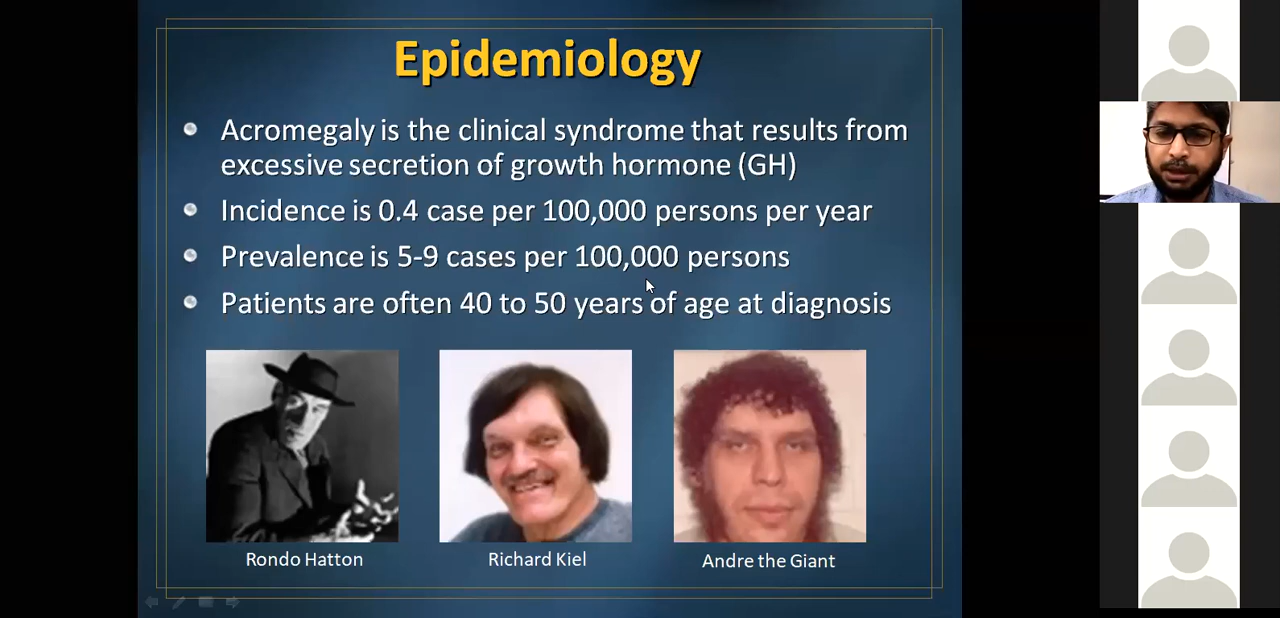 Epidemiology
Acromegaly is the clinical syndrome that results from
excessive secretion of growth hormone (GH)
Incidence is 0.4 case per 100,000 persons per year
Prevalence is 5-9 cases per 100,000 persons
Patients are often 40 to 50 years of age at diagnosis
Rondo Hatton
Richard Kiel
Andre the Giant